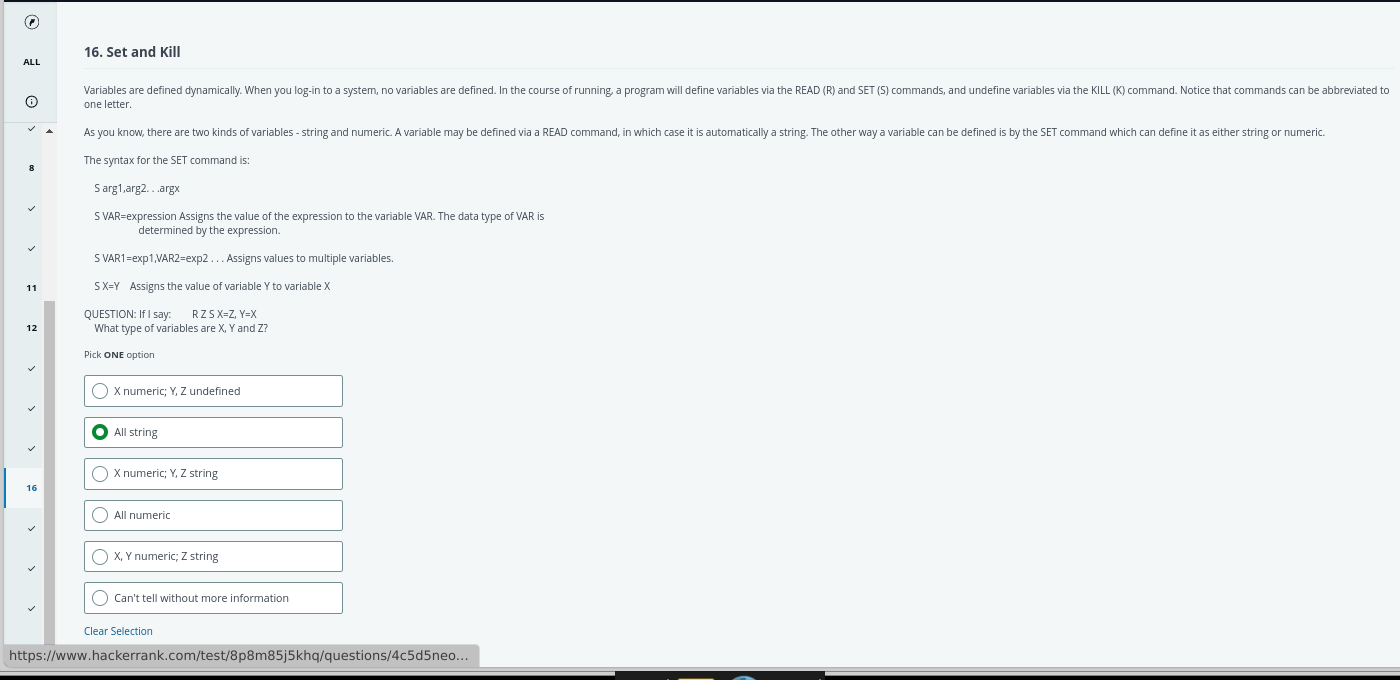 16. Set and Kill
ALL
Variables are defined dynamically. When you log-in to a system, no variables are defined. In the course of running, a program will define variables via the READ (R) and SET (S) commands, and undefine variables via the KILL (K) command. Notice that commands can be abbreviated to
one letter.
As you know, there are two kinds of variables - string and numeric. A variable may be defined via a READ command, in which case it is automatically a string. The other way a variable can be defined is by the SET command which can define it as either string or numeric.
The syntax for the SET command is:
S arg1,arg2. . .argx
S VAR=expression Assigns the value of the expression to the variable VAR. The data type of VAR is
determined by the expression.
S VAR1=exp1,VAR2=exp2 . . . Assigns values to multiple variables.
S X=Y Assigns the value of variable Y to variable X
QUESTION: If I say: R Z S X=Z, Y=X
What type of variables are X, Y and Z?
Pick ONE option
X numeric; Y, Z undefined
All string
X numeric; Y, Z string
All numeric
X, Y numeric; Z string
Can't tell without more information
Clear Selection
8
11
12
16
https://www.hackerrank.com/test/8p8m85j5khq/questions/4c5d5neo...